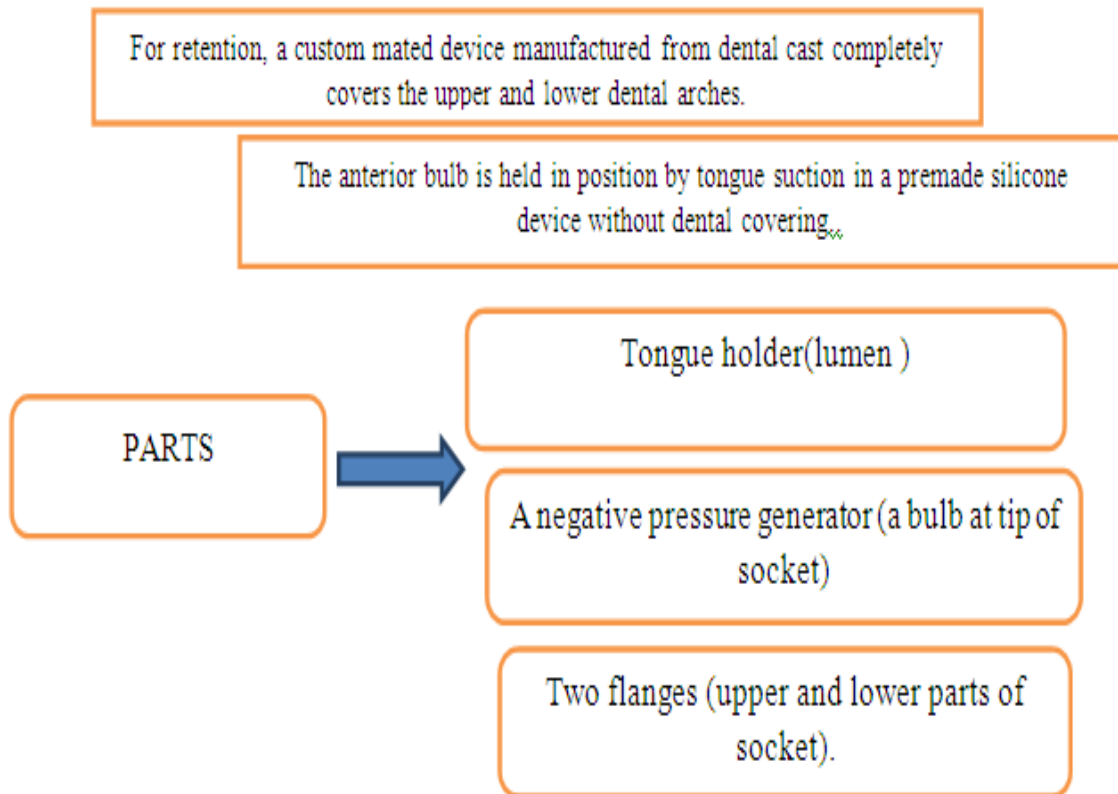 For retention, a custom mated device manufactured from dental cast completely
covers the upper and lower dental arches.
The anterior bulb is held in position by tongue suction in a premade silicone
device without dental covering,,
PARTS
Tongue holder(lumen )
A negative pressure generator (a bulb at tip of
socket)
Two flanges (upper and lower parts of
socket).